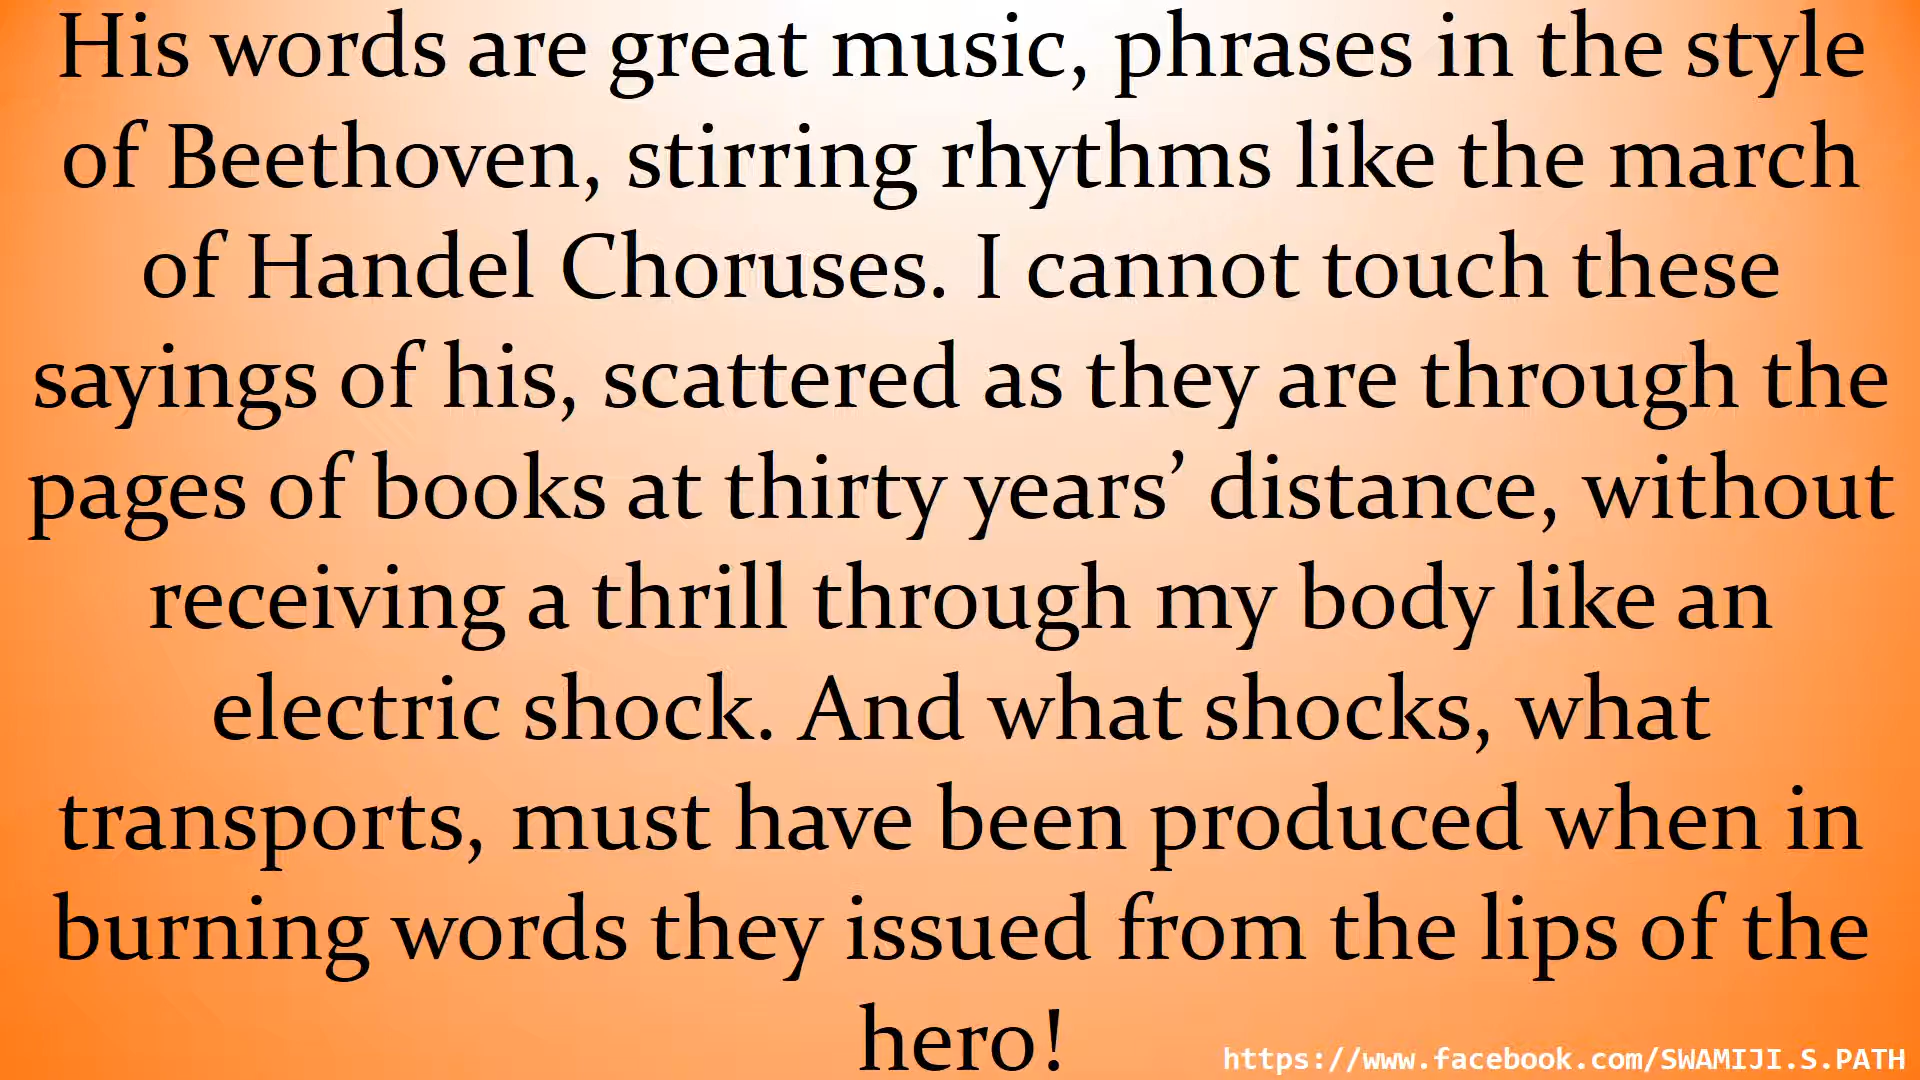 His words are great music, phrases in the style
of Beethoven, stirring rhythms like the march
of Handel Choruses. I cannot touch these
sayings of his, scattered as they are through the
pages of books at thirty years’ distance, without
receiving a thrill through my body like an
electric shock. And what shocks, what
transports, must have been produced when in
burning words they issued from the lips of the
hero!
https://www.facebook.com/SWAMIJI.S.PATH